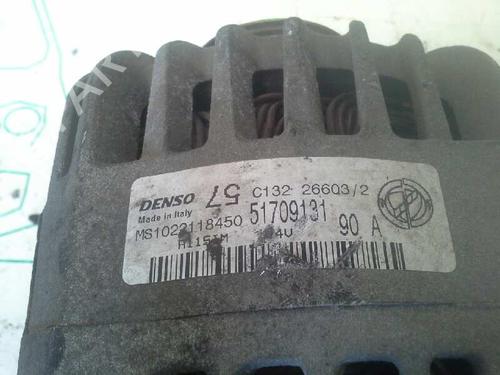 DENSO 57 C132 26603/2
Made in Italy
MS1022118450 51709131 90 A